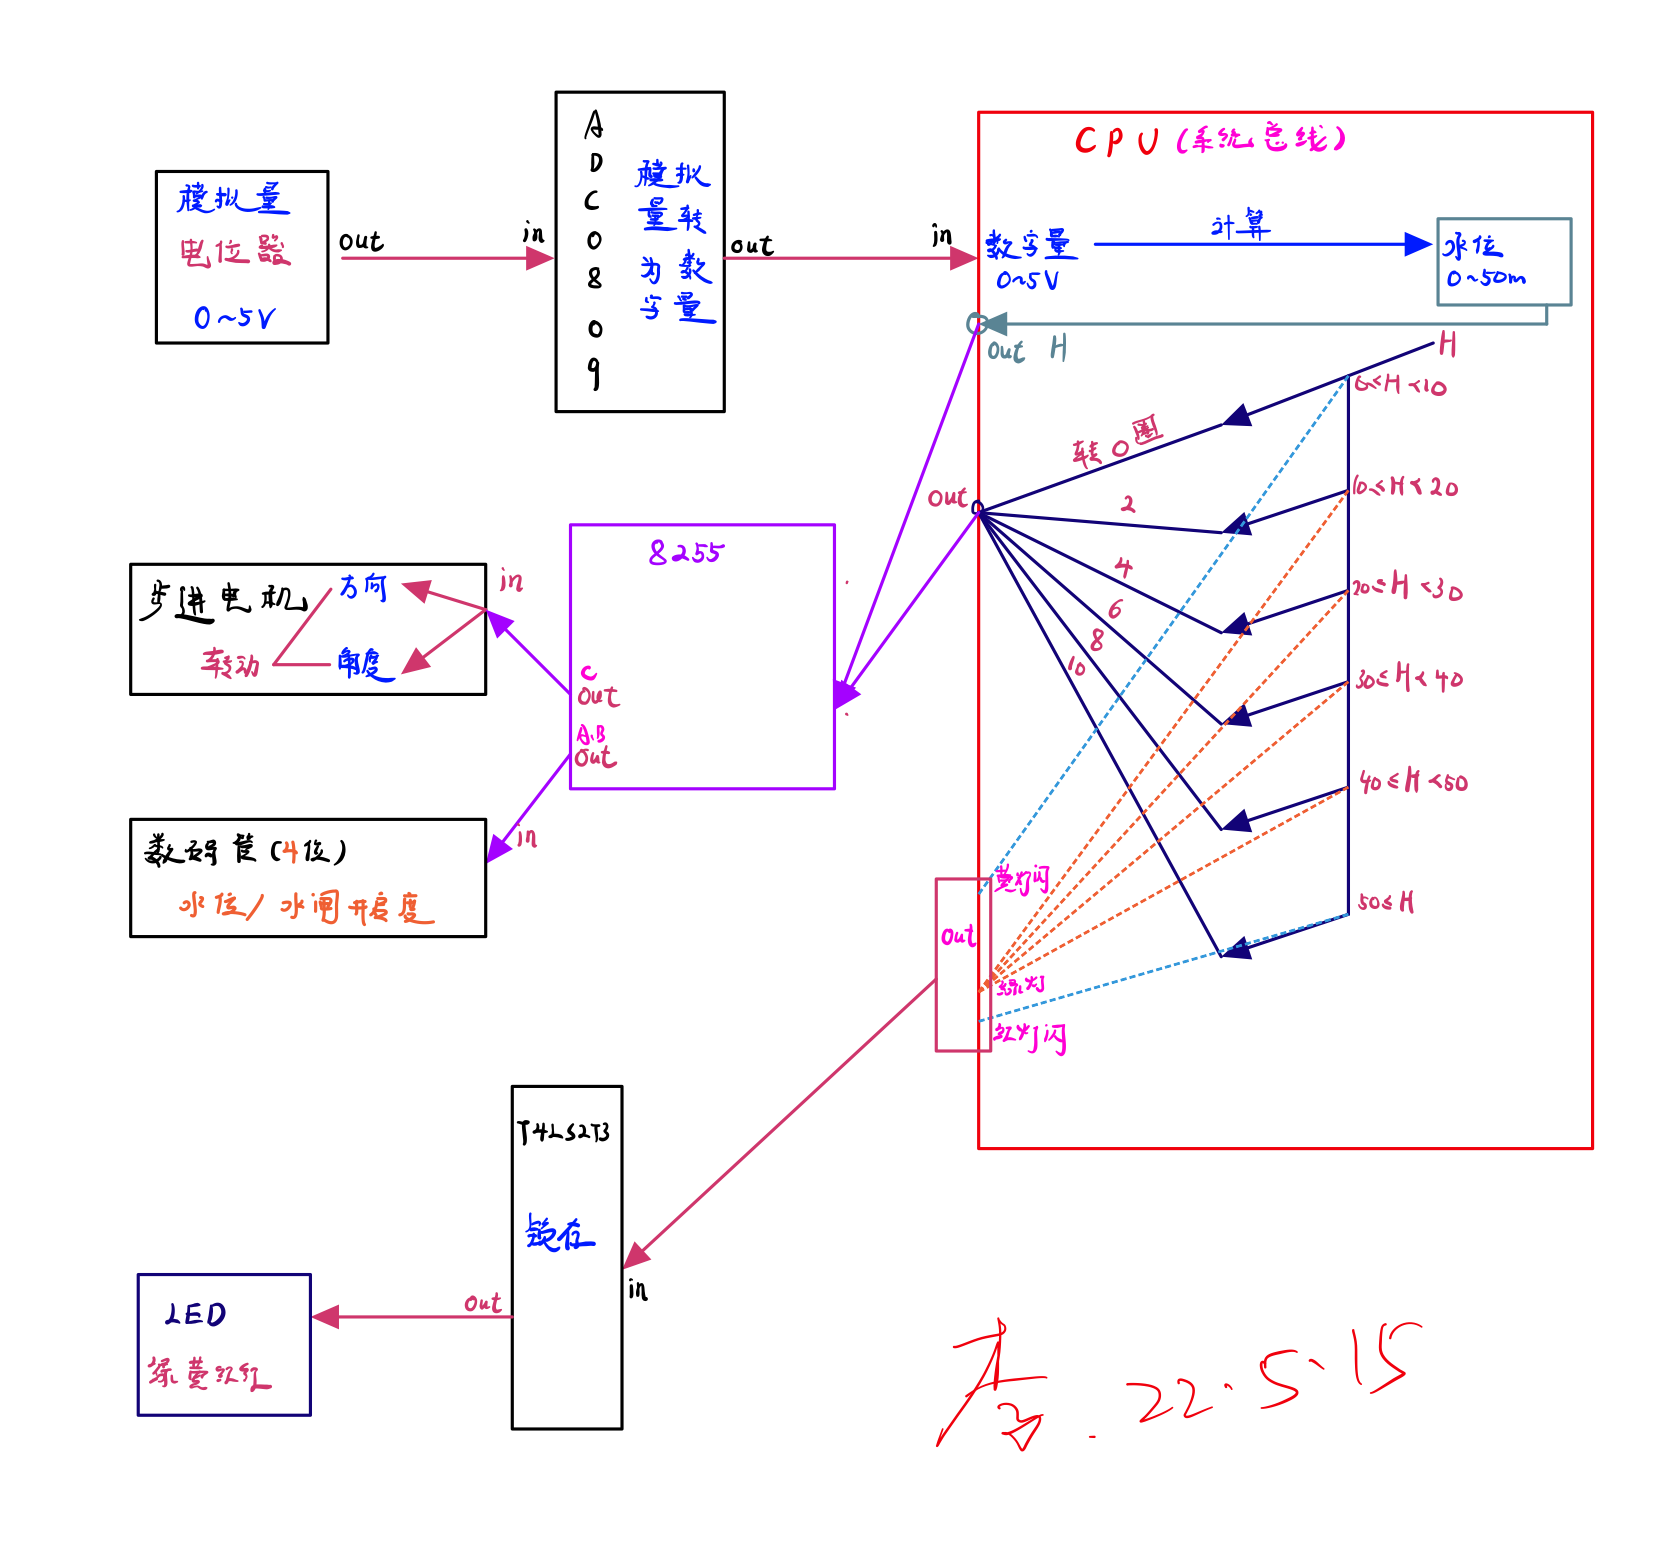 模拟量
电位器
0~5V
out
in
ADC0809
模拟
量转
为数
字量
out
in
CPU(系统总线)
数字量
0~5V
计算
水位
0~50m
out H
H
0≤H<10
转0圈
10≤H<20
2
20≤H<30
4
30≤H<40
6
40≤H<50
8
50≤H
10
out
8255
C
out
A.B
out
in
步进电机
方向
转动
角度
in
数码管(4位)
水位/水闸开启度
黄灯闪
out
绿灯
红灯闪
74LS273
锁存
in
out
LED
绿黄红红
22.5.15